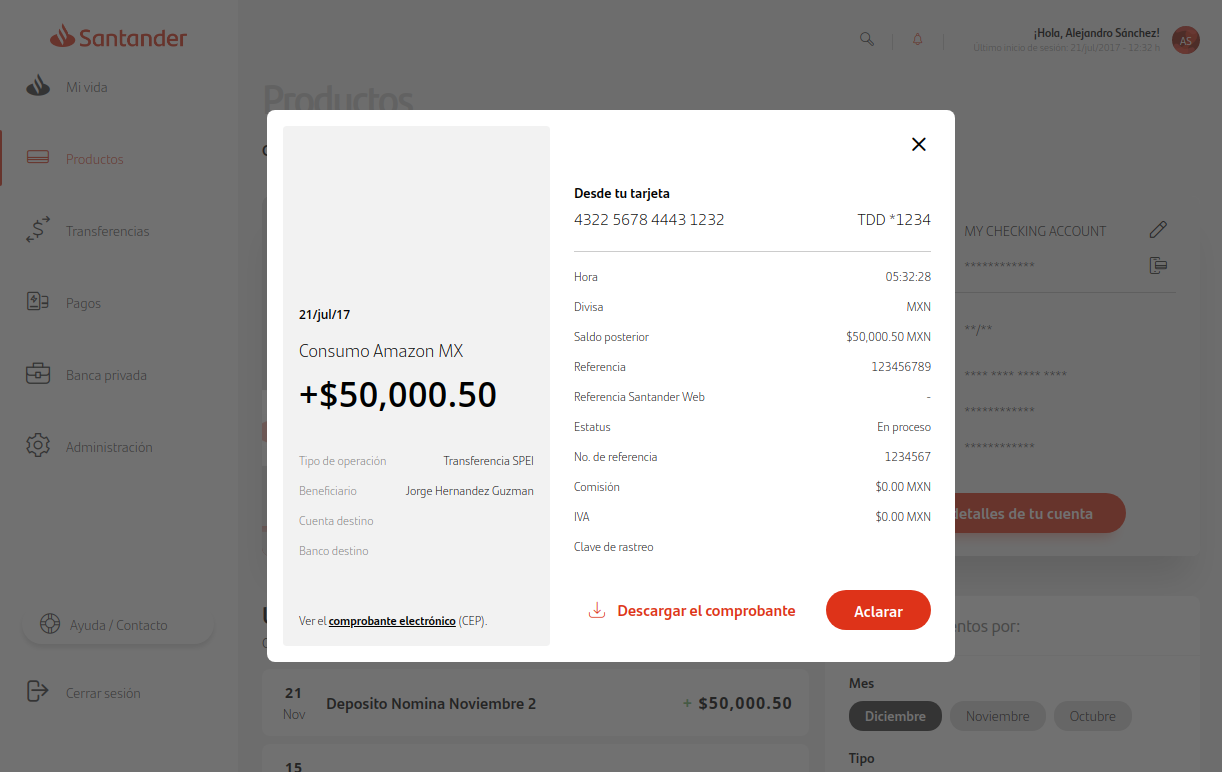 Santander
¡Hola, Alejandro Sánchez!
Último inicio de sesión: 21/jul/2017 - 12:32 h
AS
Mi vida
Productos
Transferencias
Pagos
Banca privada
Administración
Ayuda / Contacto
Cerrar sesión
Productos
21/jul/17
Consumo Amazon MX
+$50,000.50
Tipo de operación Transferencia SPEI
Beneficiario Jorge Hernandez Guzman
Cuenta destino
Banco destino
Ver el comprobante electrónico (CEP).
Desde tu tarjeta
4322 5678 4443 1232 TDD *1234
Hora 05:32:28
Divisa MXN
Saldo posterior $50,000.50 MXN
Referencia 123456789
Referencia Santander Web -
Estatus En proceso
No. de referencia 1234567
Comisión $0.00 MXN
IVA $0.00 MXN
Clave de rastreo
Descargar el comprobante
Aclarar
MY CHECKING ACCOUNT
************
**/**
**** **** **** ****
************
************
detalles de tu cuenta
21
Nov
Deposito Nomina Noviembre 2
+ $50,000.50
15
por:
Mes
Diciembre Noviembre Octubre
Tipo